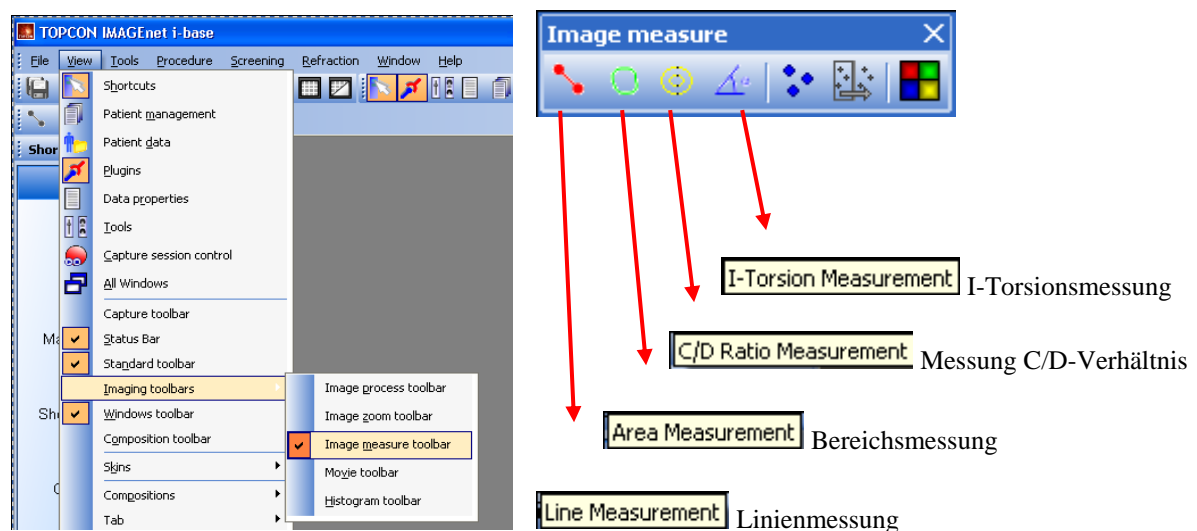 TOPCON IMAGEnet i-base
File View Tools Procedure Screening Refraction Window Help
Shortcuts
Patient management
Patient data
Plugins
Data properties
Tools
Capture session control
All Windows
Capture toolbar
Status Bar
Standard toolbar
Imaging toolbars
Windows toolbar
Composition toolbar
Skins
Compositions
Tab
Image process toolbar
Image zoom toolbar
Image measure toolbar
Movie toolbar
Histogram toolbar
Image measure
I-Torsion Measurement I-Torsionsmessung
C/D Ratio Measurement Messung C/D-Verhältnis
Area Measurement Bereichsmessung
Line Measurement Linienmessung